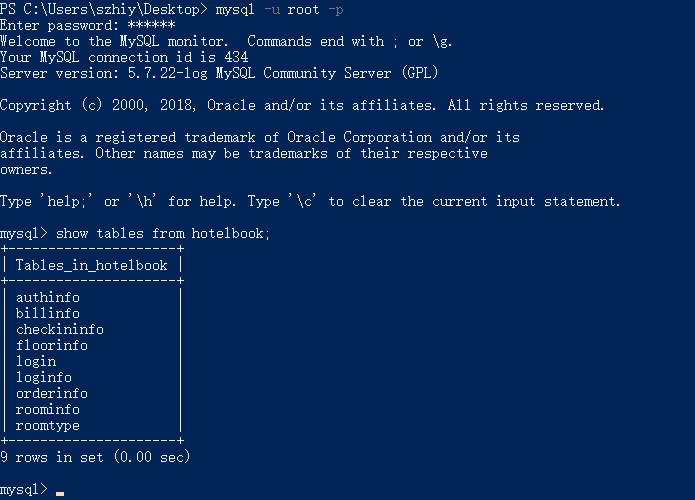 PS C:\Users\szhiy\Desktop> mysql -u root -p
Enter password: ******
Welcome to the MySQL monitor.  Commands end with ; or \g.
Your MySQL connection id is 434
Server version: 5.7.22-log MySQL Community Server (GPL)
Copyright (c) 2000, 2018, Oracle and/or its affiliates. All rights reserved.
Oracle is a registered trademark of Oracle Corporation and/or its
affiliates. Other names may be trademarks of their respective
owners.
Type 'help;' or '\h' for help. Type '\c' to clear the current input statement.
mysql> show tables from hotelbook;
+---------------------+
| Tables_in_hotelbook |
+---------------------+
| authinfo            |
| billinfo            |
| checkininfo         |
| floorinfo           |
| login               |
| loginfo             |
| orderinfo           |
| roominfo            |
| roomtype            |
+---------------------+
9 rows in set (0.00 sec)
mysql>